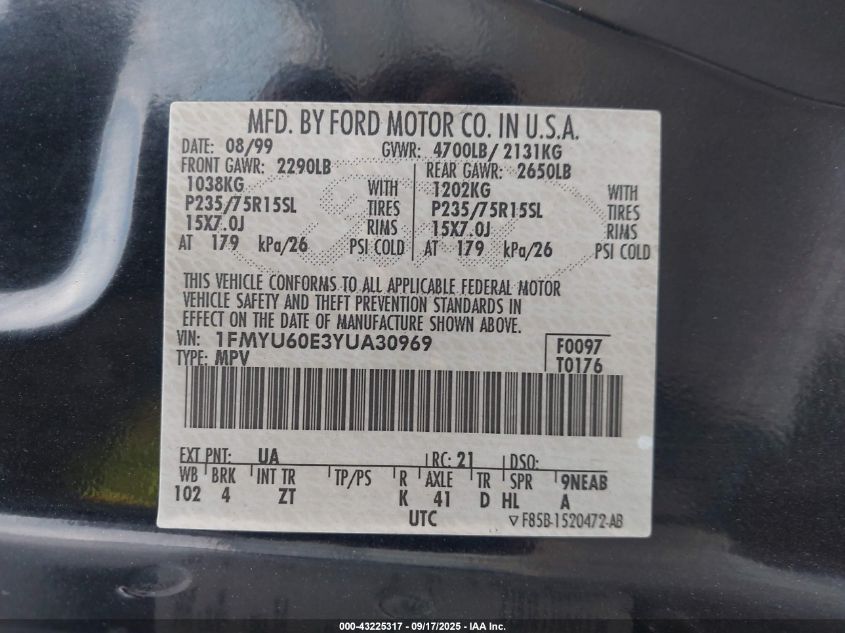 MFD. BY FORD MOTOR CO. IN U.S.A.
DATE: 08/99 GVWR: 4700LB/ 2131KG
FRONT GAWR: 2290LB REAR GAWR: 2650LB
1038KG WITH 1202KG WITH
P235/75R15SL TIRES P235/75R15SL TIRES
15X7.0J RIMS 15X7.0J RIMS
AT 179 kPa/26 PSI COLD AT 179 kPa/26 PSI COLD
THIS VEHICLE CONFORMS TO ALL APPLICABLE FEDERAL MOTOR
VEHICLE SAFETY AND THEFT PREVENTION STANDARDS IN
EFFECT ON THE DATE OF MANUFACTURE SHOWN ABOVE.
VIN: 1FMYU60E3YUA30969 F0097
TYPE: MPV T0176
EXT PNT: UA RC: 21 DSO:
WB BRK INT TR TP/PS R AXLE TR SPR 9NEAB
102 4 ZT K 41 D HL A
UTC ▽F85B-1520472-AB
000-43225317 - 09/17/2025 - IAA Inc.